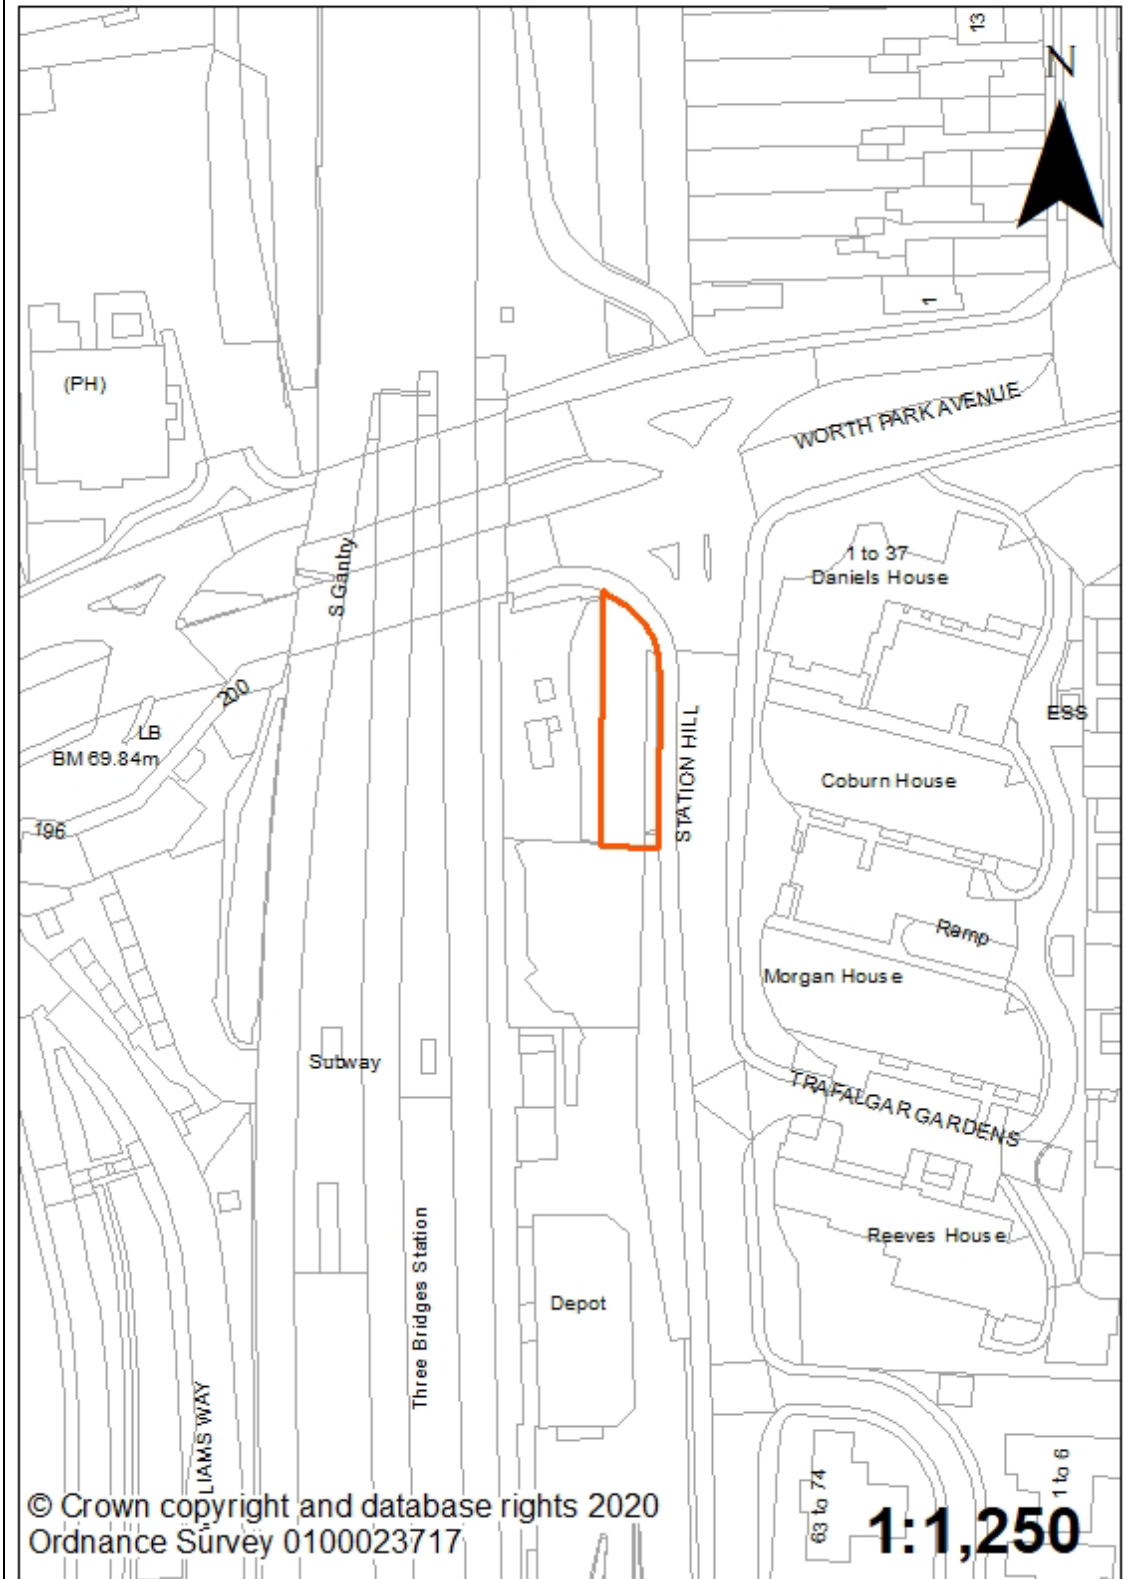 13
N
1
(PH)
WORTH PARK AVENUE
S Gantry
1 to 37
Daniels House
200
LB
BM 69.84m
ESS
STATION HILL
Coburn House
196
Ramp
Morgan House
Subway
TRAFALGAR GARDENS
Three Bridges Station
Reeves House
Depot
LIAMS WAY
63 to 74
1 to 6
© Crown copyright and database rights 2020
Ordnance Survey 0100023717
1:1,250